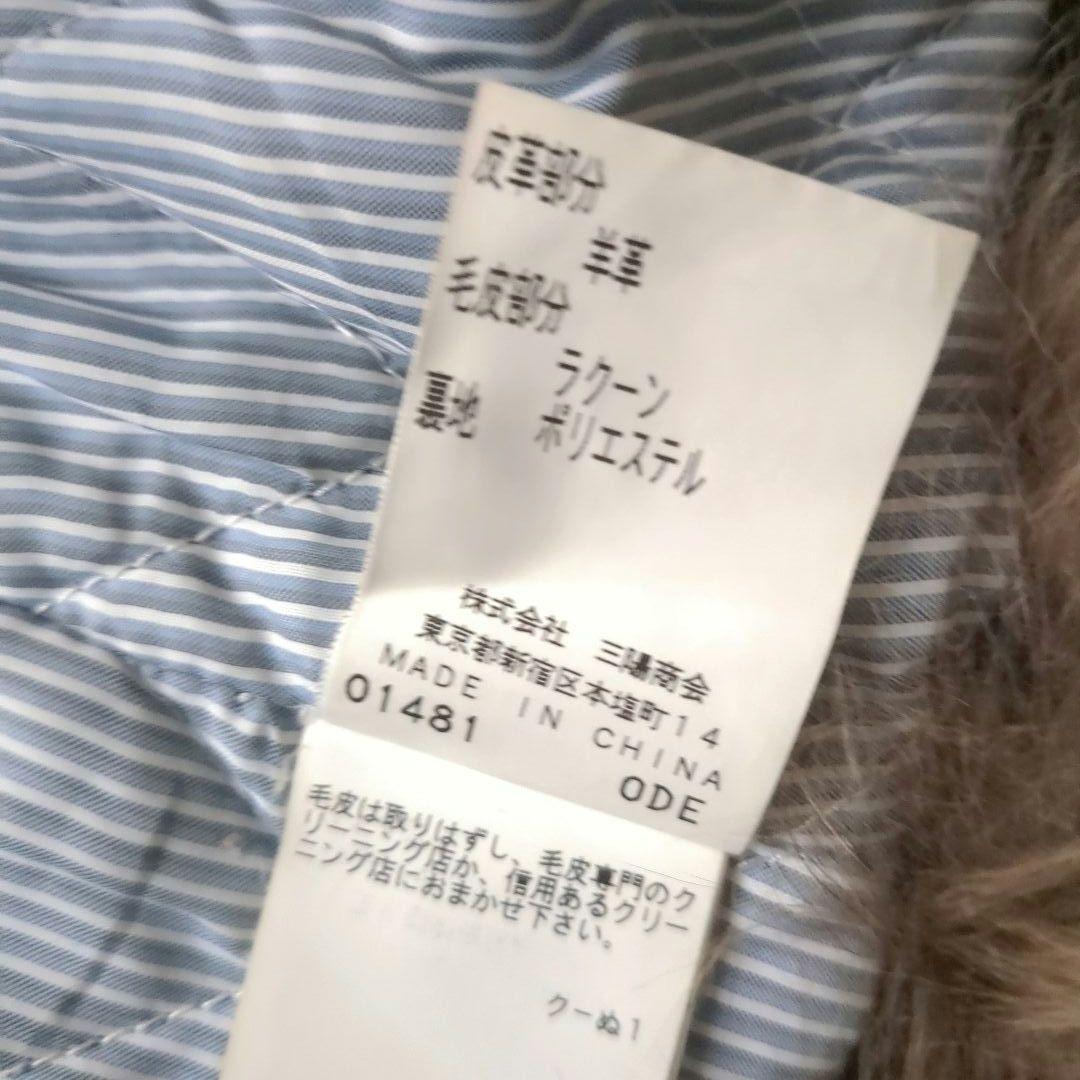 皮革部分
羊革
毛皮部分
ラクーン
裏地 ポリエステル
株式会社 三陽商会
東京都新宿区本塩町14
MADE IN CHINA
01481 ODE
毛皮は取りはずし、毛皮専門のク
リーニング店か、信用あるクリー
ニング店におまかせ下さい。
クーぬ1